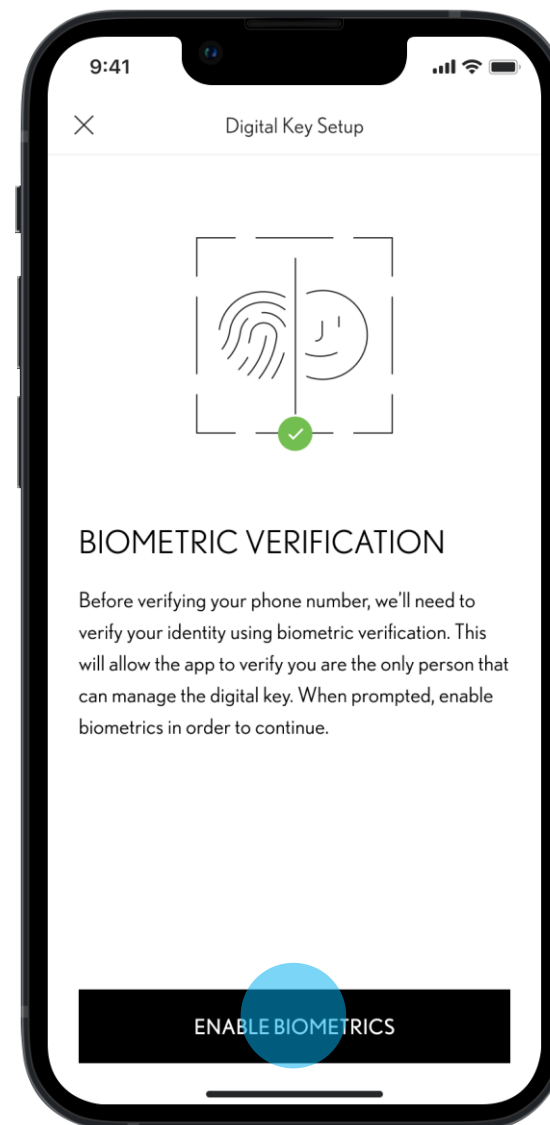 9:41
Digital Key Setup
BIOMETRIC VERIFICATION
Before verifying your phone number, we'll need to
verify your identity using biometric verification. This
will allow the app to verify you are the only person that
can manage the digital key. When prompted, enable
biometrics in order to continue.
ENABLE BIOMETRICS